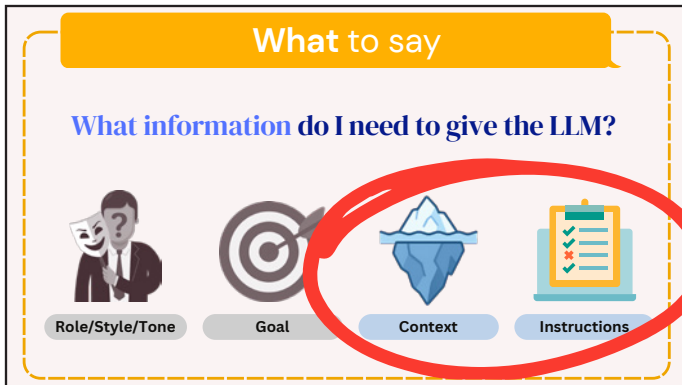 What to say
What information do I need to give the LLM?
?
Role/Style/Tone
Goal
Context
Instructions